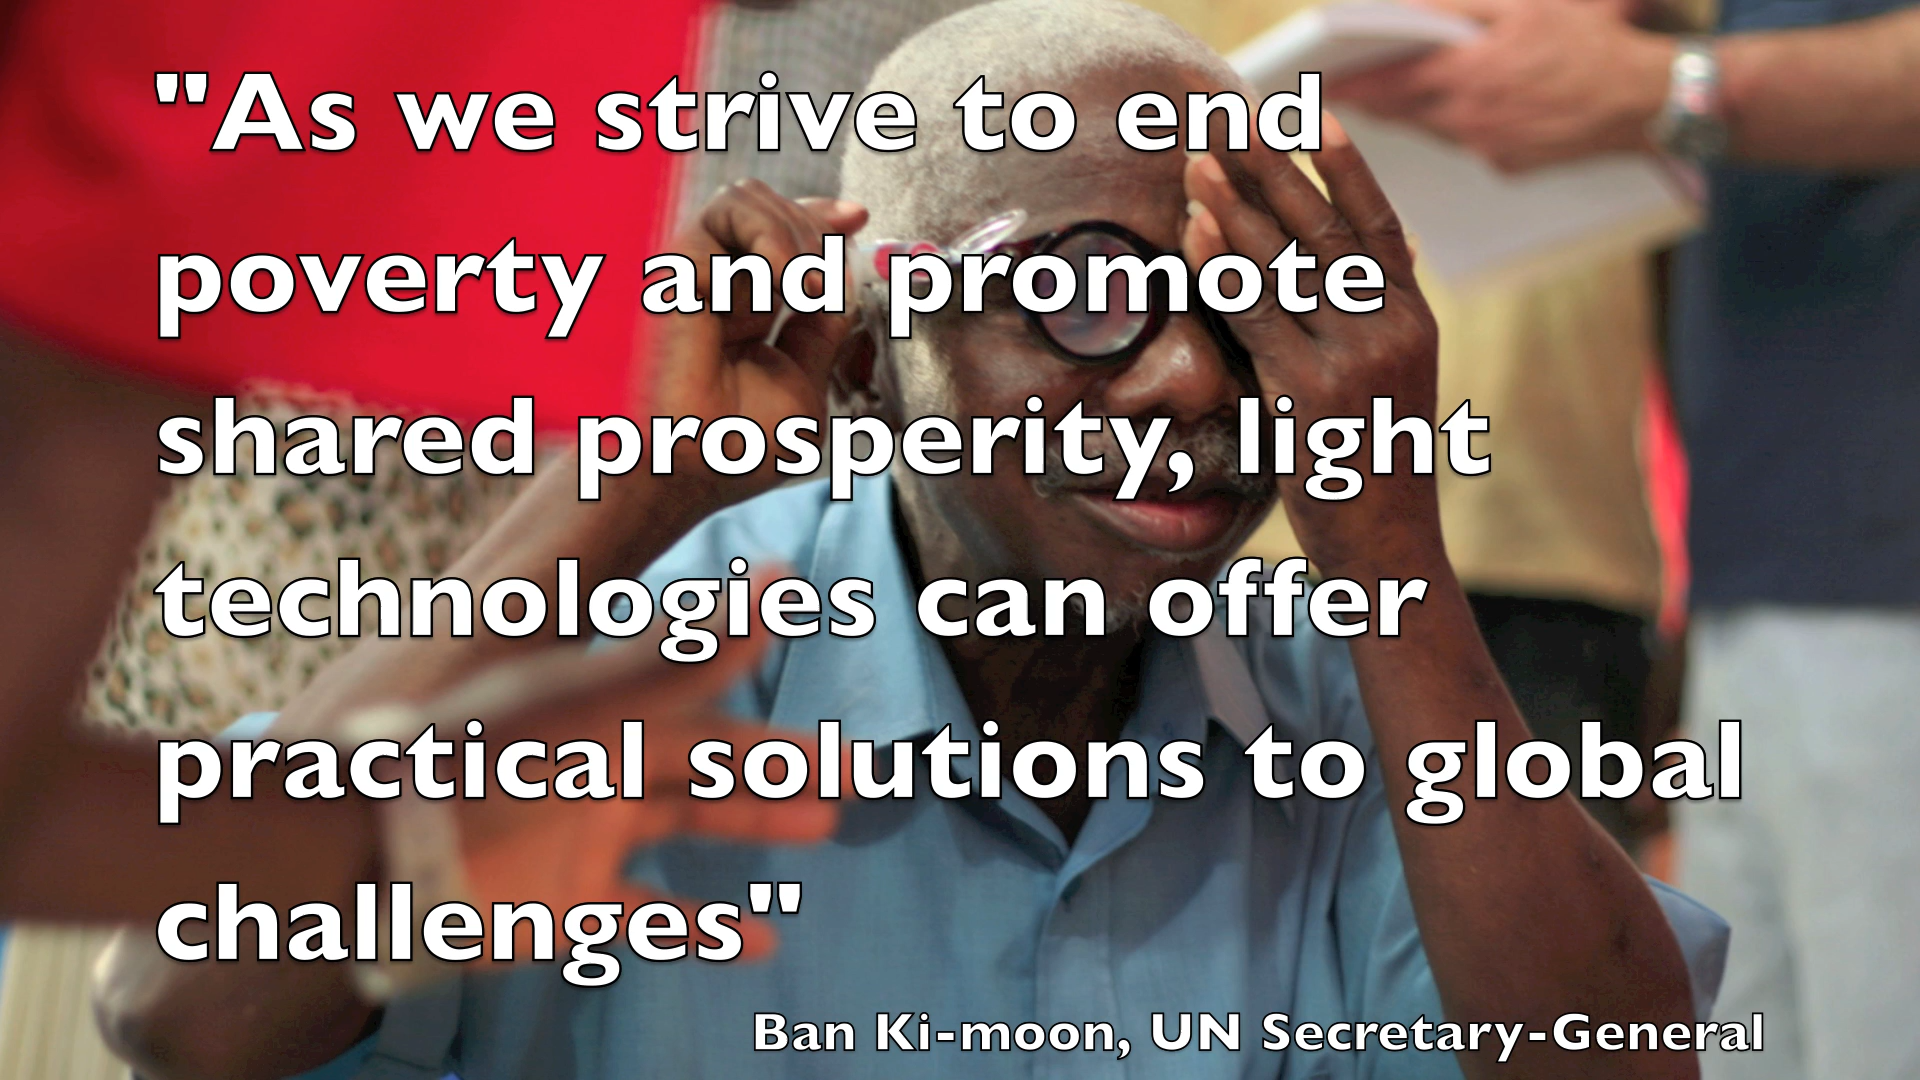 "As we strive to end
poverty and promote
shared prosperity, light
technologies can offer
practical solutions to global
challenges"
Ban Ki-moon, UN Secretary-General